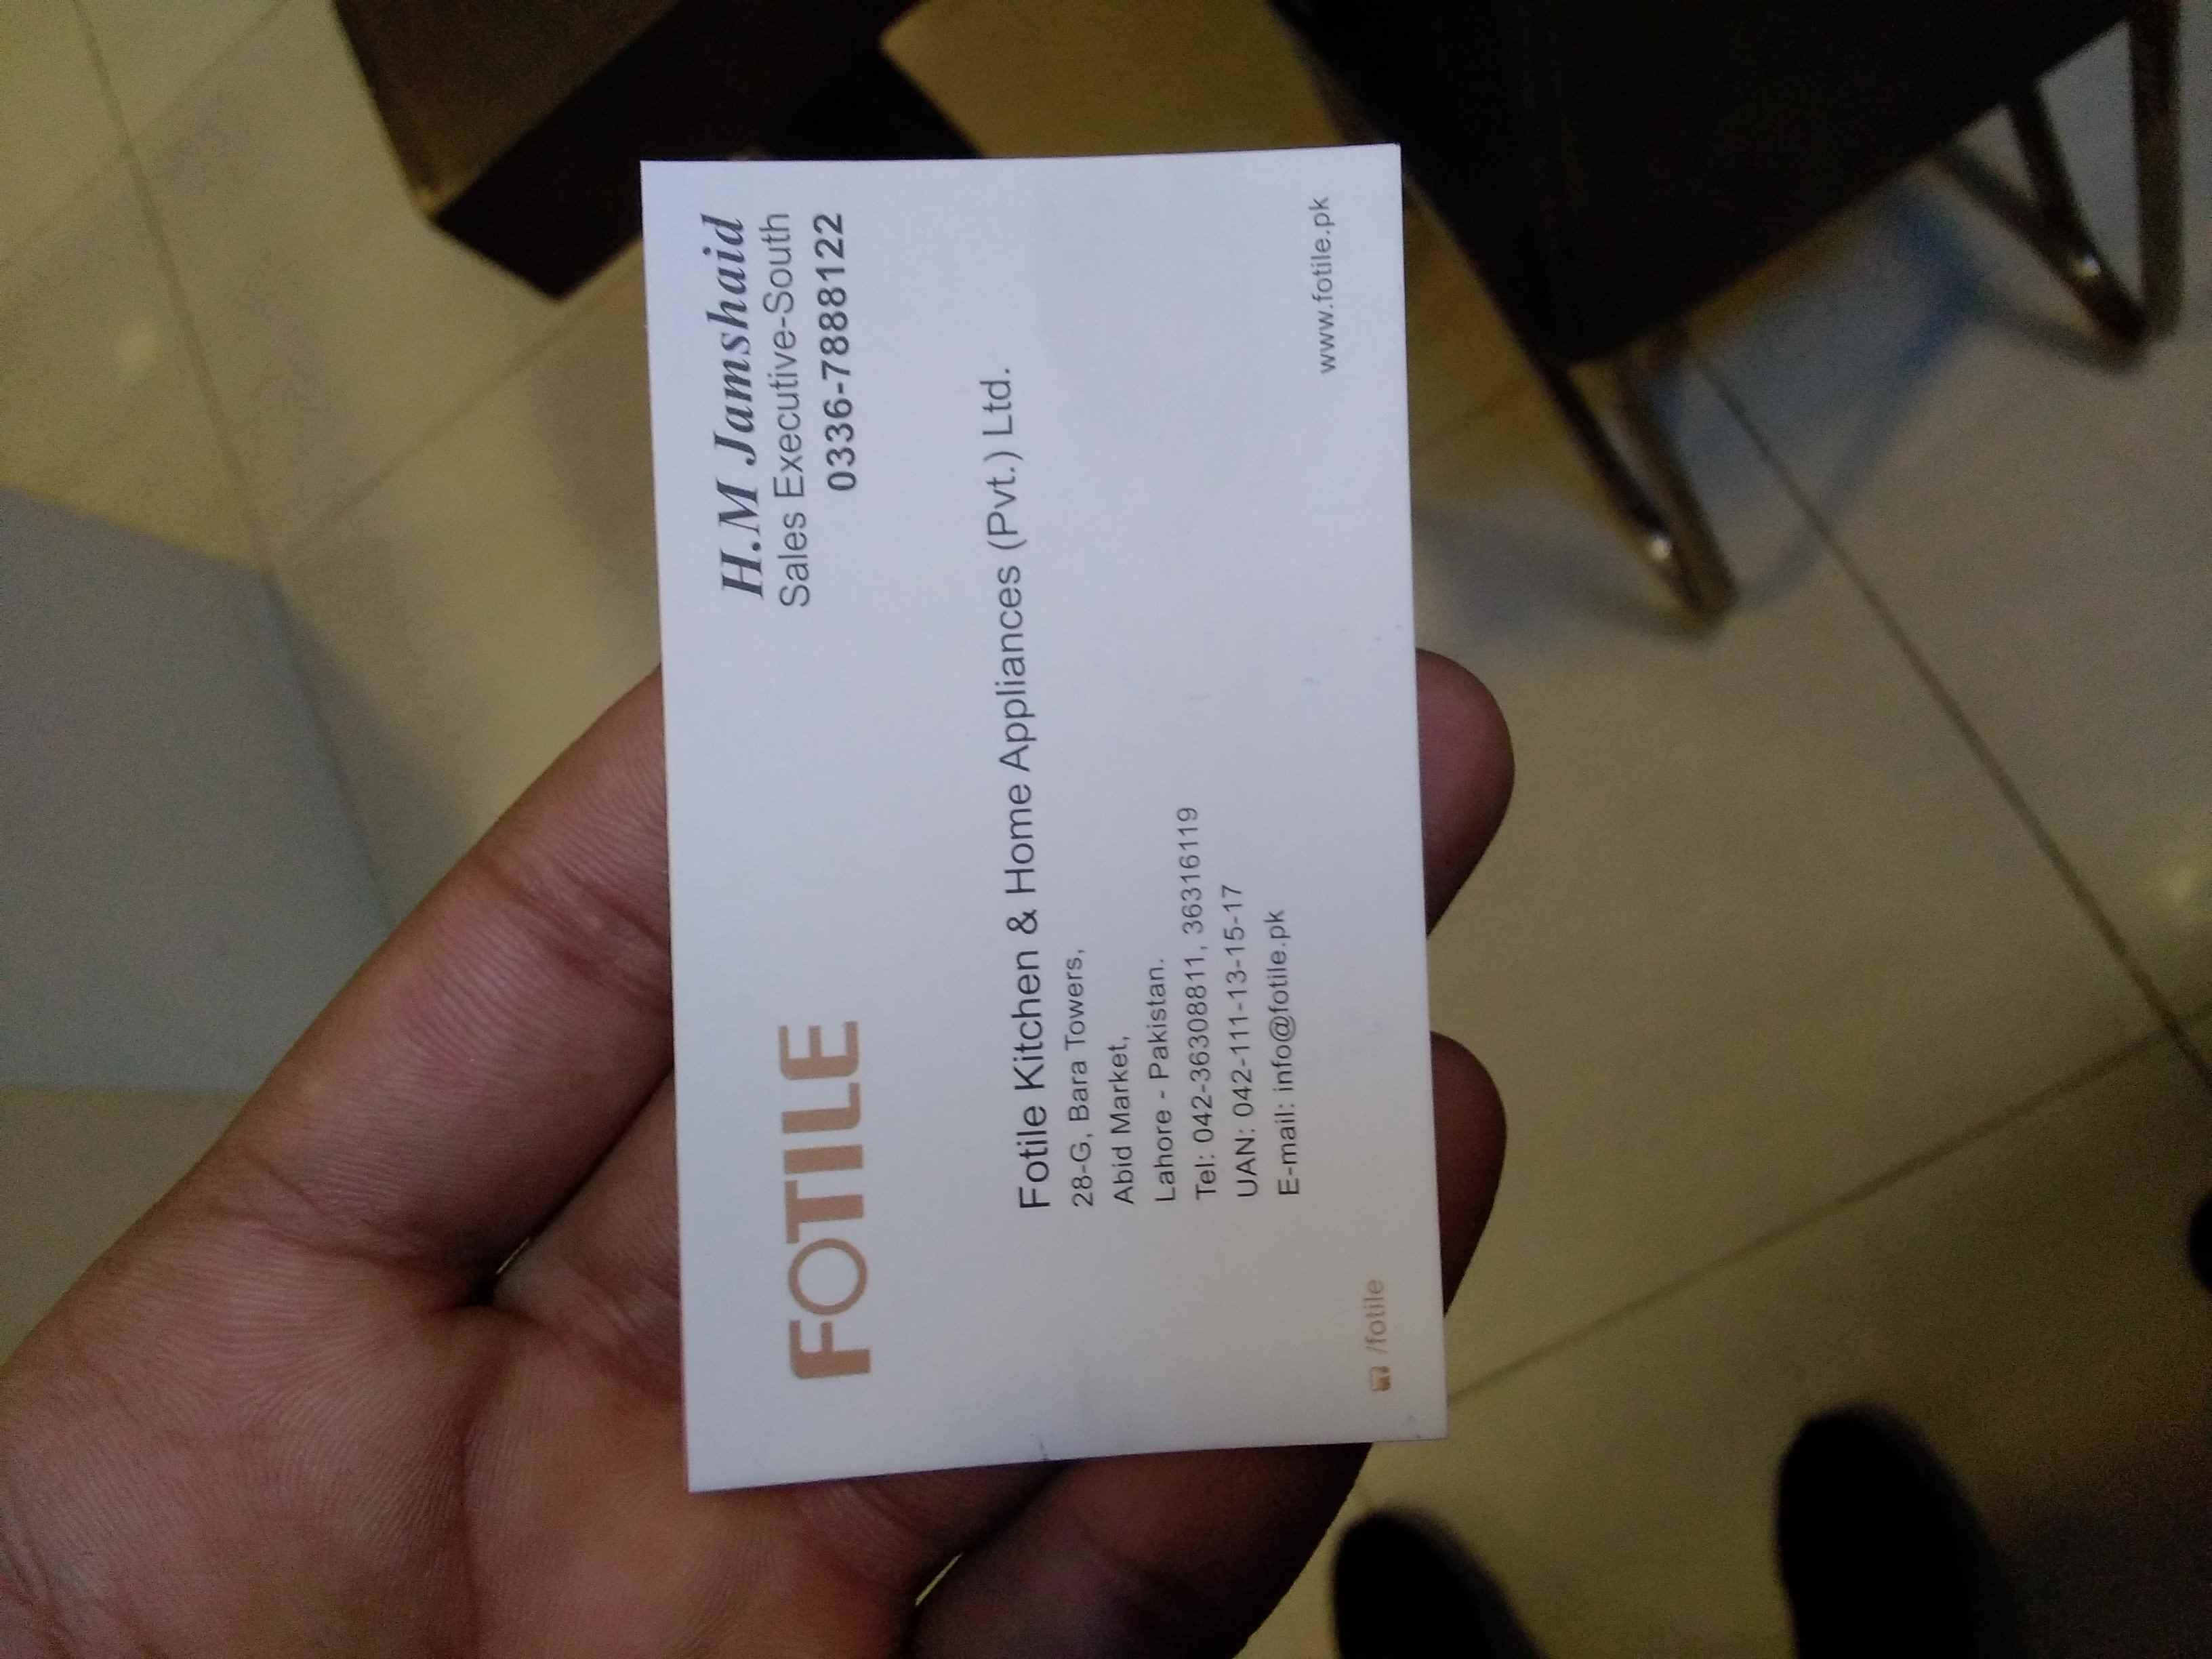 FOTILE
H.M Jamshaid
Sales Executive-South
0336-7888122
Fotile Kitchen & Home Appliances (Pvt.) Ltd.
28-G, Bara Towers,
Abid Market,
Lahore - Pakistan.
Tel: 042-36308811, 36316119
UAN: 042-111-13-15-17
E-mail: info@fotile.pk
www.fotile.pk
/fotile